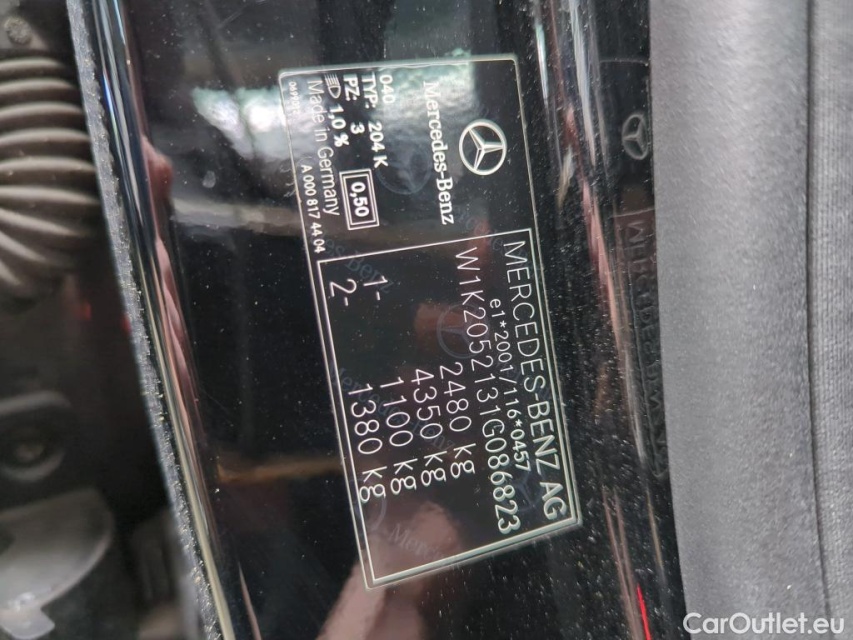 Mercedes-Benz
040
TYP: 204 K
PZ: 3
1,0 %
0,50
Made in Germany
A 000 817 44 04
MERCEDES-BENZ AG
e1*2001/116*0457
W1K2052131G086823
2480 kg
4350 kg
1- 1100 kg
2- 1380 kg
CarOutlet.eu